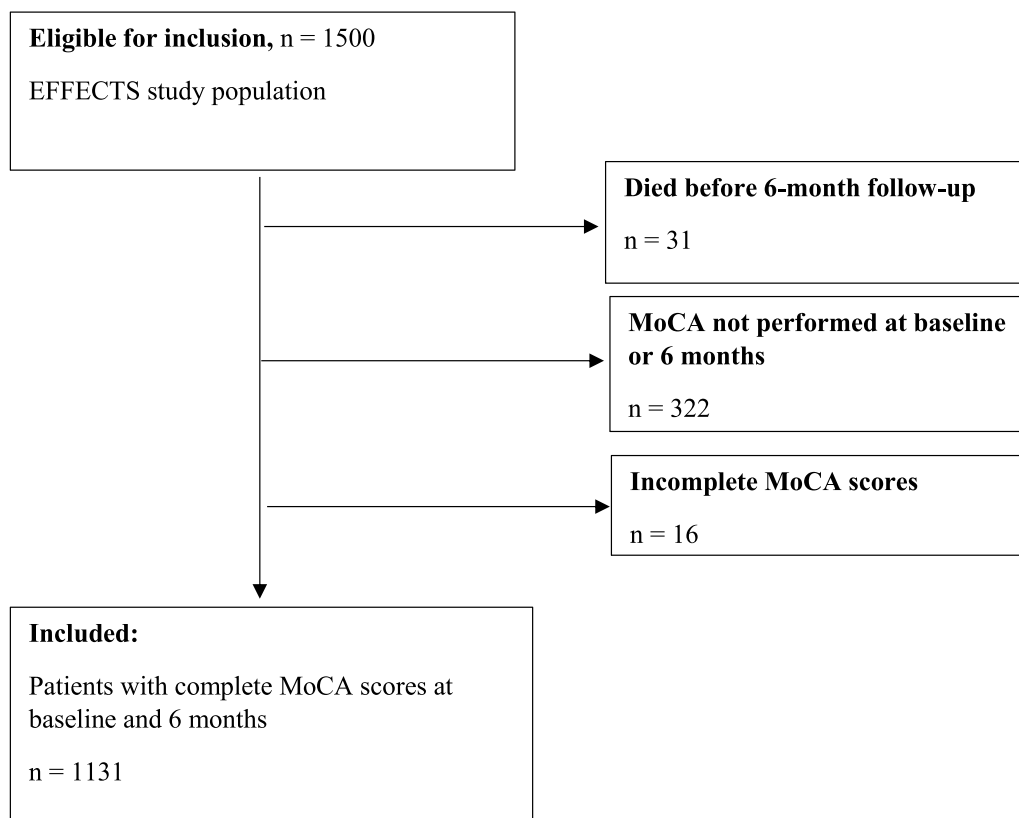 Eligible for inclusion, n = 1500
EFFECTS study population
Died before 6-month follow-up
n = 31
MoCA not performed at baseline
or 6 months
n = 322
Incomplete MoCA scores
n = 16
Included:
Patients with complete MoCA scores at
baseline and 6 months
n = 1131